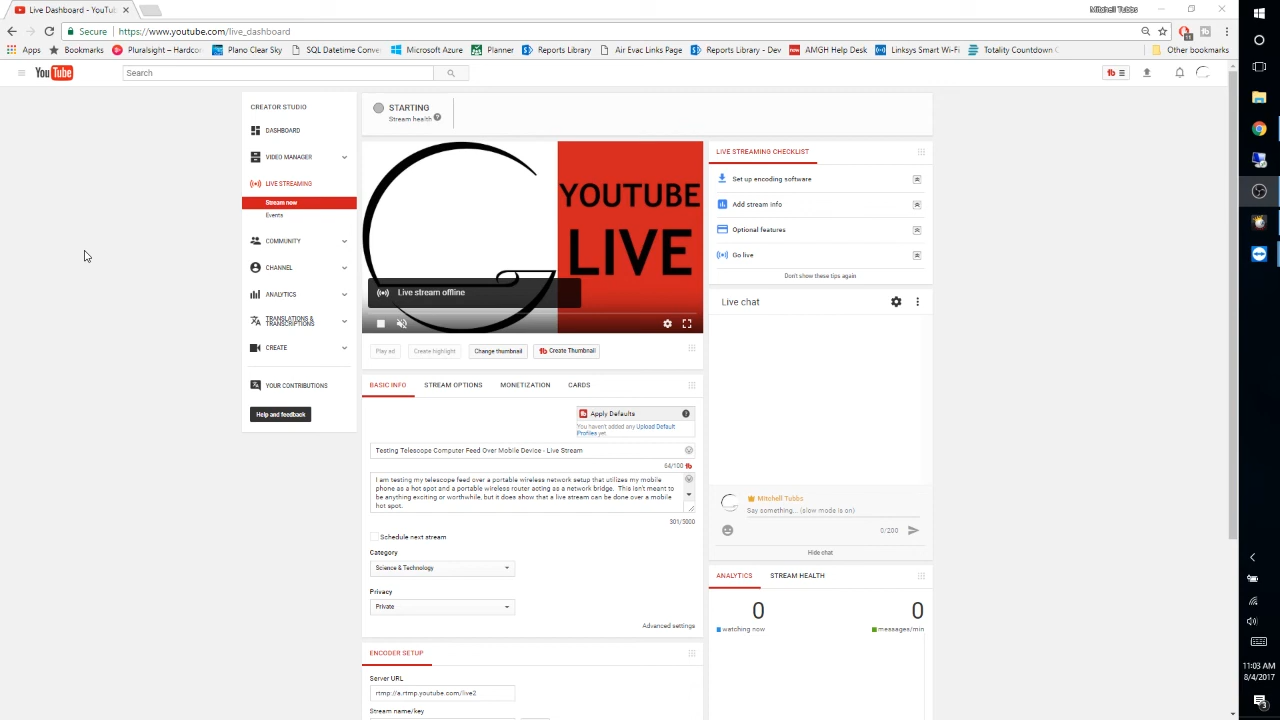 Live Dashboard - YouTu
Mitchell Tubbs
Secure
https://www.youtube.com/live_dashboard
Apps
Bookmarks
Pluralsight – Hardco
Plano Clear Sky
SQL Datetime Conve
Microsoft Azure
Planner
Reports Library
Air Evac Links Page
Reports Library - Dev
AMGH Help Desk
Linksys Smart Wi-Fi
Totality Countdown
Other bookmarks
YouTube
Search
tb
CREATOR STUDIO
DASHBOARD
VIDEO MANAGER
LIVE STREAMING
Stream now
Events
COMMUNITY
CHANNEL
ANALYTICS
TRANSLATIONS &
TRANSCRIPTIONS
CREATE
YOUR CONTRIBUTIONS
Help and feedback
STARTING
Stream health
YOUTUBE
LIVE
Live stream offline
Play ad
Create highlight
Change thumbnail
tb Create Thumbnail
BASIC INFO
STREAM OPTIONS
MONETIZATION
CARDS
Apply Defaults
You haven't added any Upload Default
Profiles yet
Testing Telescope Computer Feed Over Mobile Device - Live Stream
64/100 tb
I am testing my telescope feed over a portable wireless network setup that utilizes my mobile
phone as a hot spot and a portable wireless router acting as a network bridge. This isn't meant to
be anything exciting or worthwhile, but it does show that a live stream can be done over a mobile
hot spot.
301/5000
Schedule next stream
Category
Science & Technology
Privacy
Private
Advanced settings
ENCODER SETUP
Server URL
rtmp://a.rtmp.youtube.com/live2
Stream name/key
LIVE STREAMING CHECKLIST
Set up encoding software
Add stream info
Optional features
Go live
Don't show these tips again
Live chat
Mitchell Tubbs
Say something... (slow mode is on)
0/200
Hide chat
ANALYTICS
STREAM HEALTH
0
watching now
0
messages/min
11:03 AM
8/4/2017
3